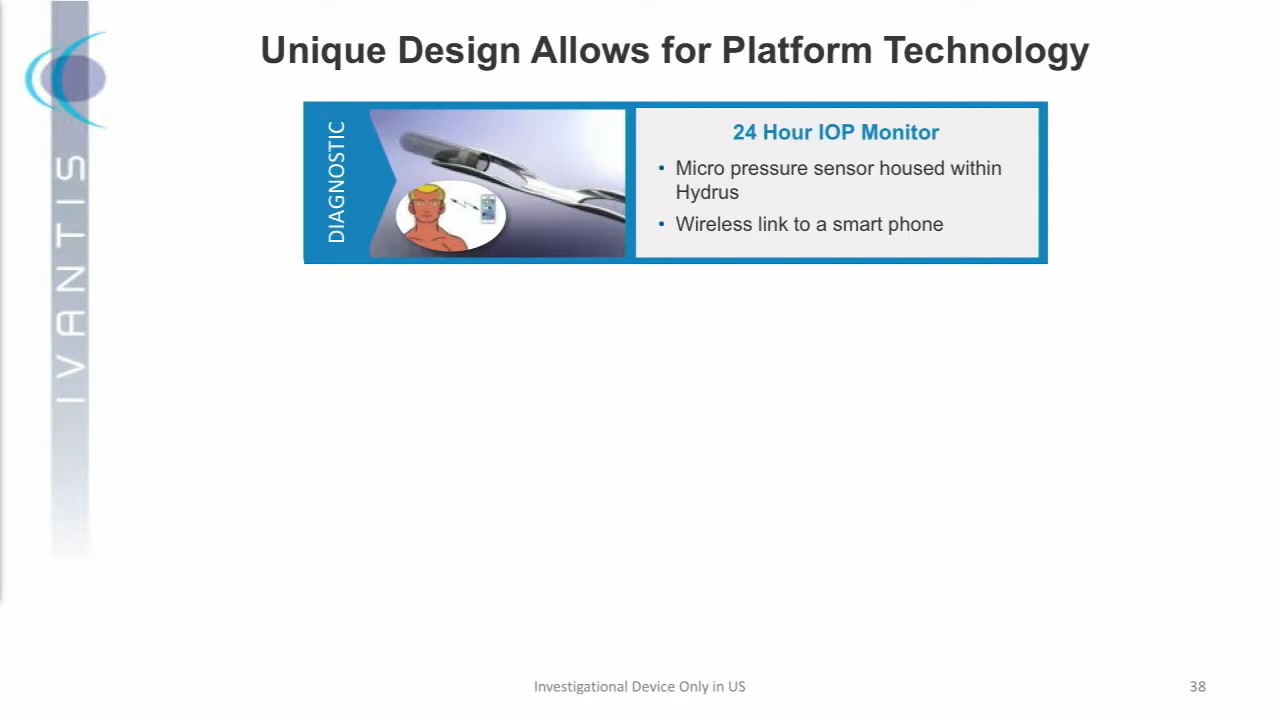 Unique Design Allows for Platform Technology
IVANTIS
DIAGNOSTIC
24 Hour IOP Monitor
• Micro pressure sensor housed within
Hydrus
• Wireless link to a smart phone
Investigational Device Only in US
38